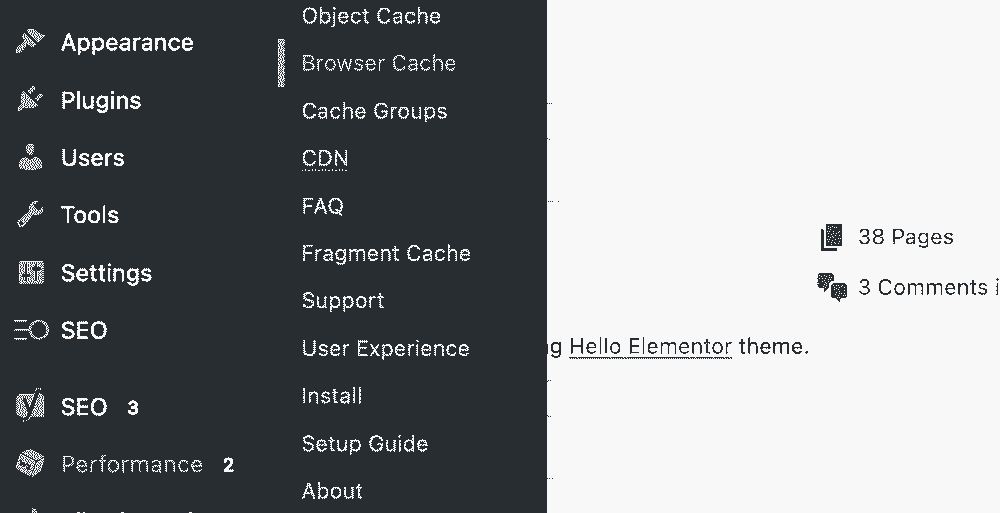 Appearance
Plugins
Users
Tools
Settings
SEO
SEO 3
Performance 2
Object Cache
Browser Cache
Cache Groups
CDN
FAQ
Fragment Cache
Support
User Experience
Install
Setup Guide
About
38 Pages
3 Comments
Hello Elementor theme.